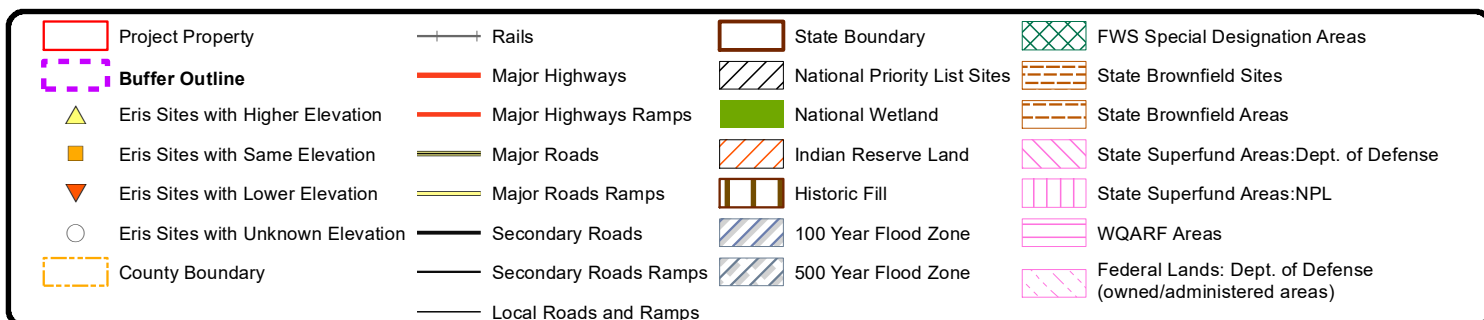 Project Property
Buffer Outline
Eris Sites with Higher Elevation
Eris Sites with Same Elevation
Eris Sites with Lower Elevation
Eris Sites with Unknown Elevation
County Boundary
Rails
Major Highways
Major Highways Ramps
Major Roads
Major Roads Ramps
Secondary Roads
Secondary Roads Ramps
Local Roads and Ramps
State Boundary
National Priority List Sites
National Wetland
Indian Reserve Land
Historic Fill
100 Year Flood Zone
500 Year Flood Zone
FWS Special Designation Areas
State Brownfield Sites
State Brownfield Areas
State Superfund Areas:Dept. of Defense
State Superfund Areas:NPL
WQARF Areas
Federal Lands: Dept. of Defense
(owned/administered areas)